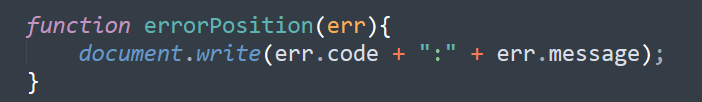 function errorPosition(err){
    document.write(err.code + ":" + err.message);
}